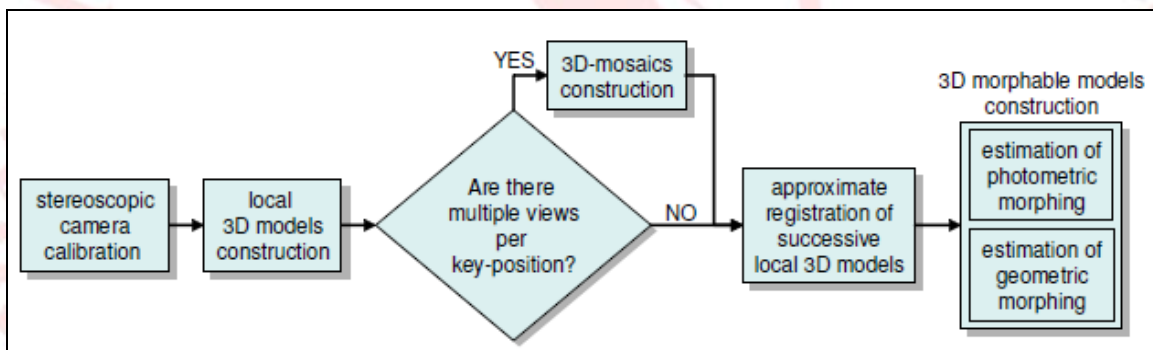 stereoscopic
camera
calibration
local
3D models
construction
Are there
multiple views
per
key-position?
YES
3D-mosaics
construction
NO
approximate
registration of
successive
local 3D models
3D morphable models
construction
estimation of
photometric
morphing
estimation of
geometric
morphing